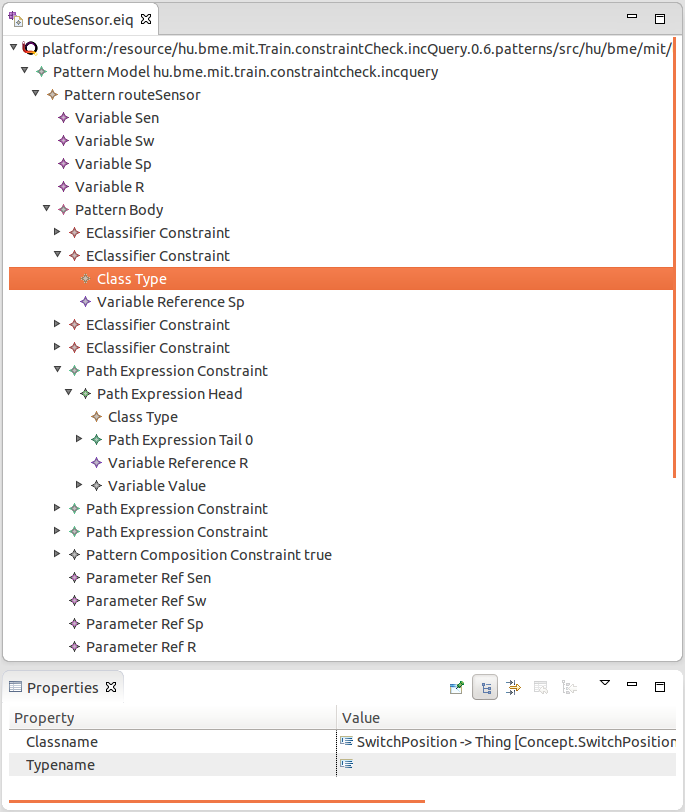 routeSensor.eiq
platform:/resource/hu.bme.mit.Train.constraintCheck.incQuery.0.6.patterns/src/hu/bme/mit/
Pattern Model hu.bme.mit.train.constraintcheck.incquery
Pattern routeSensor
Variable Sen
Variable Sw
Variable Sp
Variable R
Pattern Body
EClassifier Constraint
EClassifier Constraint
Class Type
Variable Reference Sp
EClassifier Constraint
EClassifier Constraint
Path Expression Constraint
Path Expression Head
Class Type
Path Expression Tail 0
Variable Reference R
Variable Value
Path Expression Constraint
Path Expression Constraint
Pattern Composition Constraint true
Parameter Ref Sen
Parameter Ref Sw
Parameter Ref Sp
Parameter Ref R
Properties
Property Value
Classname SwitchPosition -> Thing [Concept.SwitchPosition
Typename